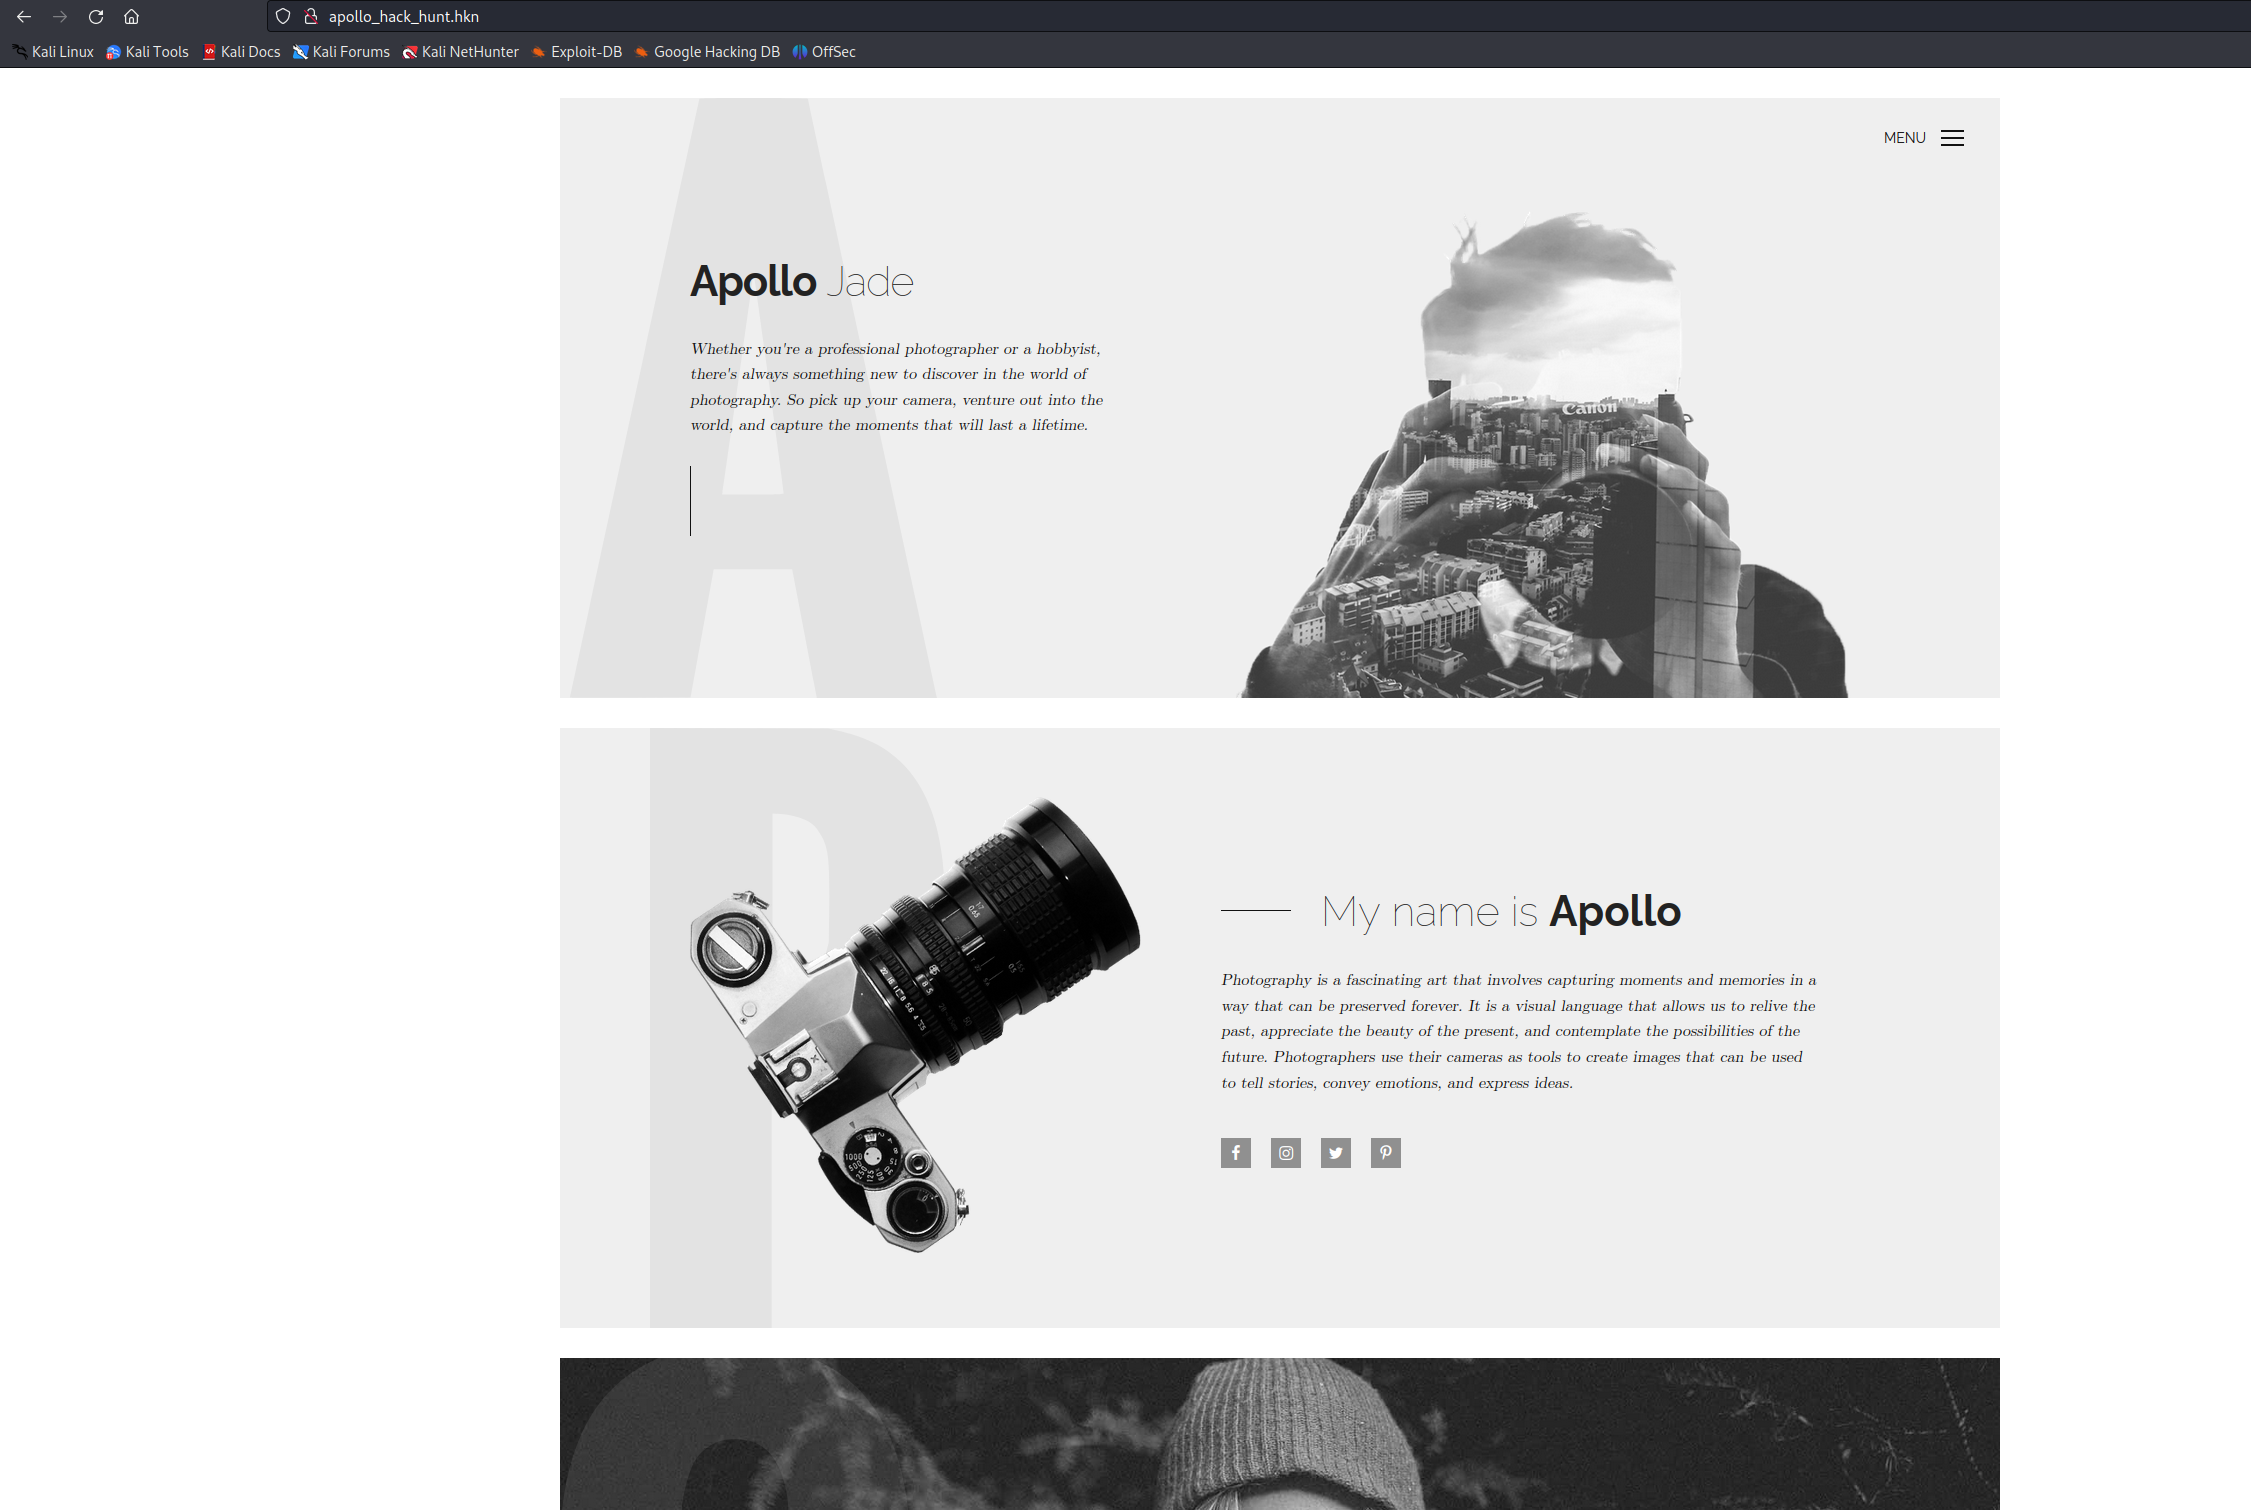 apollo_hack_hunt.hkn
Kali Linux Kali Tools Kali Docs Kali Forums Kali NetHunter Exploit-DB Google Hacking DB OffSec
MENU
A
Apollo Jade
Whether you're a professional photographer or a hobbyist,
there's always something new to discover in the world of
photography. So pick up your camera, venture out into the
world, and capture the moments that will last a lifetime.
Canon
P
My name is Apollo
Photography is a fascinating art that involves capturing moments and memories in a
way that can be preserved forever. It is a visual language that allows us to relive the
past, appreciate the beauty of the present, and contemplate the possibilities of the
future. Photographers use their cameras as tools to create images that can be used
to tell stories, convey emotions, and express ideas.
1000